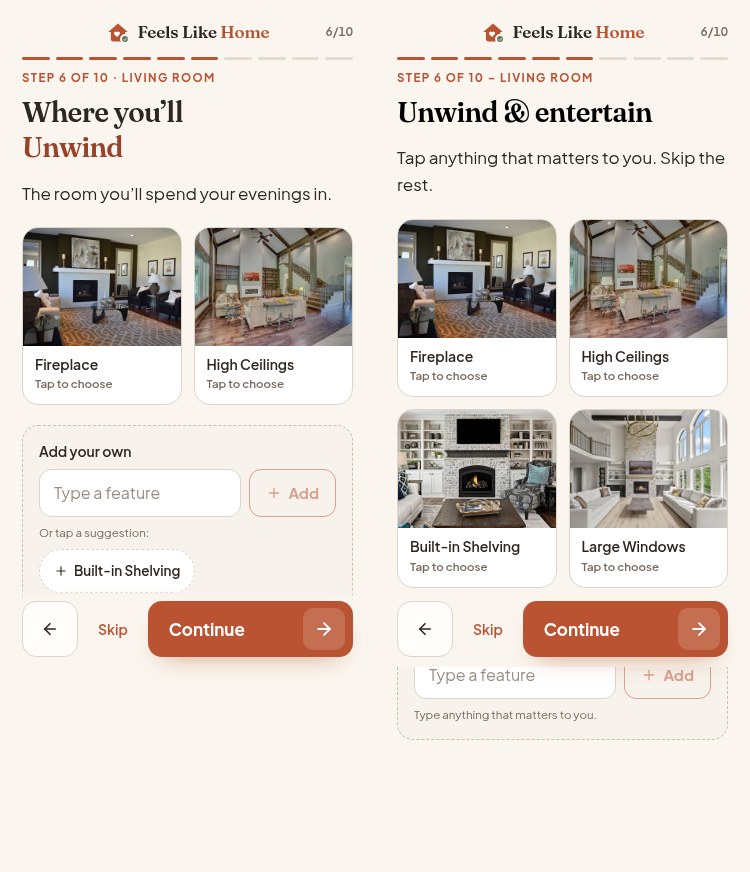 Feels Like Home
6/10
STEP 6 OF 10 · LIVING ROOM
Where you’ll
Unwind
The room you’ll spend your evenings in.
Fireplace
Tap to choose
High Ceilings
Tap to choose
Add your own
Type a feature
+ Add
Or tap a suggestion:
+ Built-in Shelving
Skip
Continue
Feels Like Home
6/10
STEP 6 OF 10 – LIVING ROOM
Unwind & entertain
Tap anything that matters to you. Skip the
rest.
Fireplace
Tap to choose
High Ceilings
Tap to choose
Built-in Shelving
Tap to choose
Large Windows
Tap to choose
Skip
Continue
Type a feature
+ Add
Type anything that matters to you.